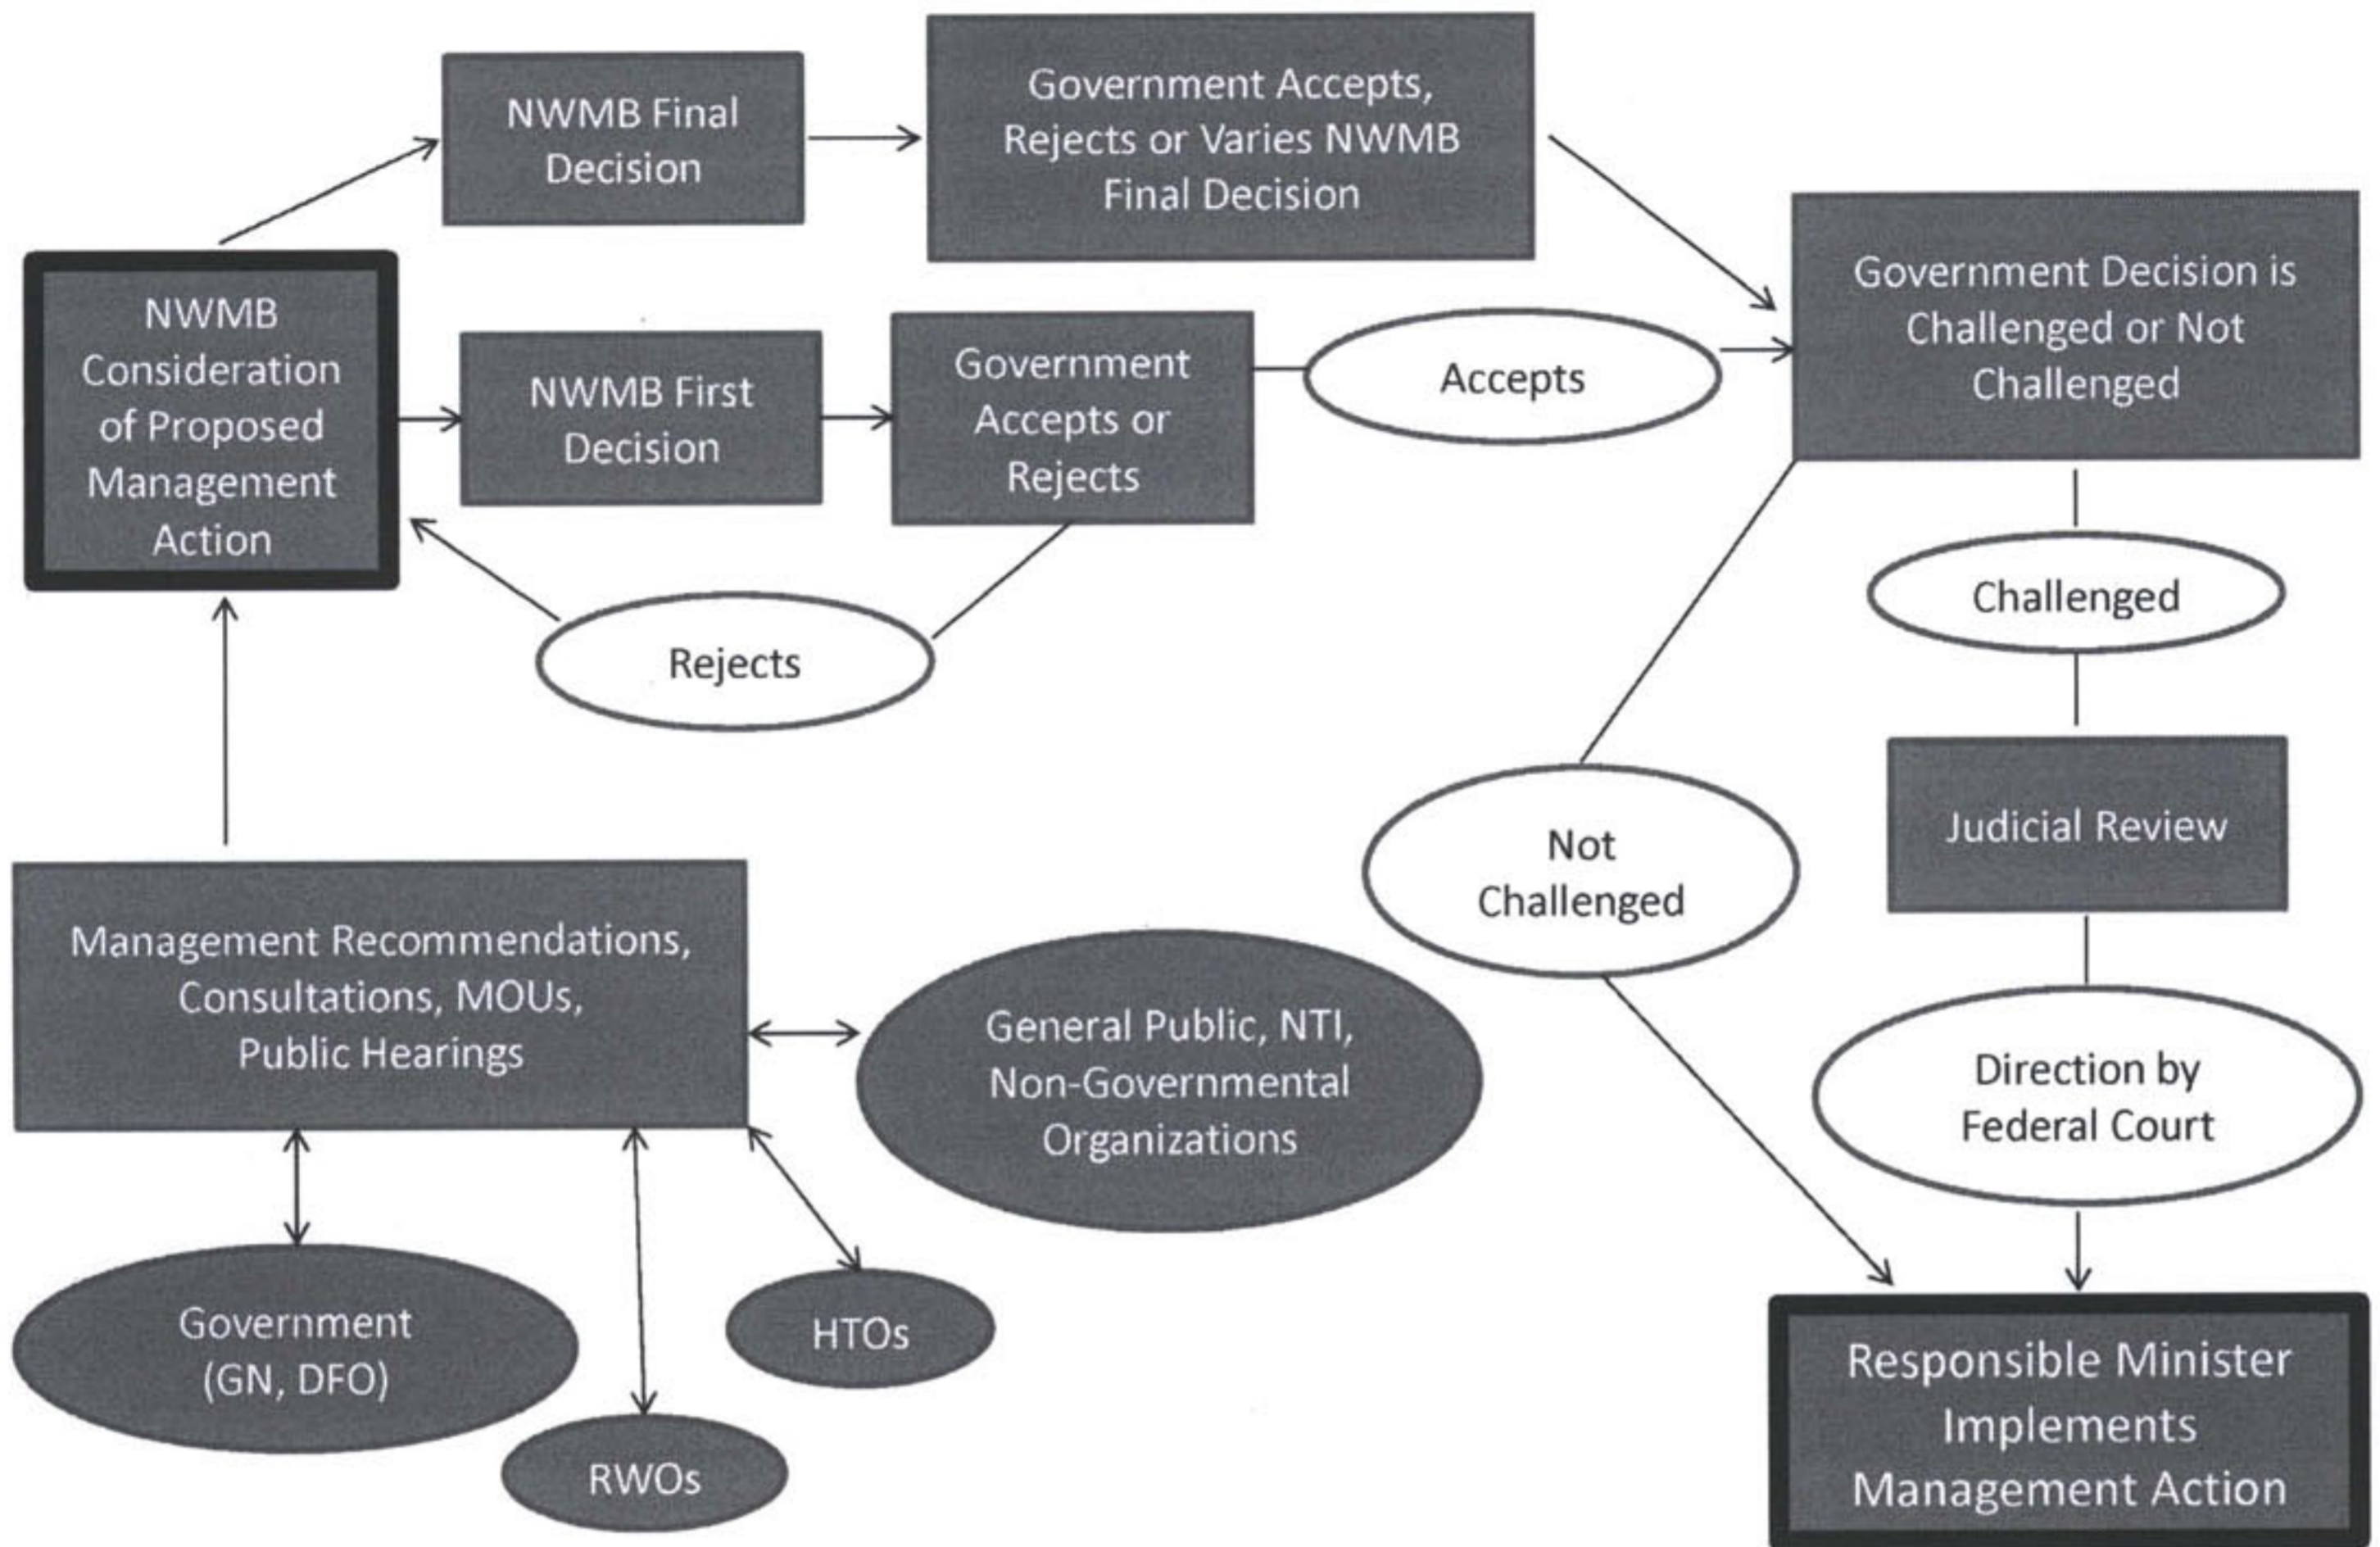 NWMB Final
Decision
Government Accepts,
Rejects or Varies NWMB
Final Decision
NWMB
Consideration
of Proposed
Management
Action
NWMB First
Decision
Government
Accepts or
Rejects
Accepts
Government Decision is
Challenged or Not
Challenged
Rejects
Challenged
Not
Challenged
Judicial Review
Management Recommendations,
Consultations, MOUs,
Public Hearings
General Public, NTI,
Non-Governmental
Organizations
Direction by
Federal Court
Government
(GN, DFO)
HTOs
RWOs
Responsible Minister
Implements
Management Action